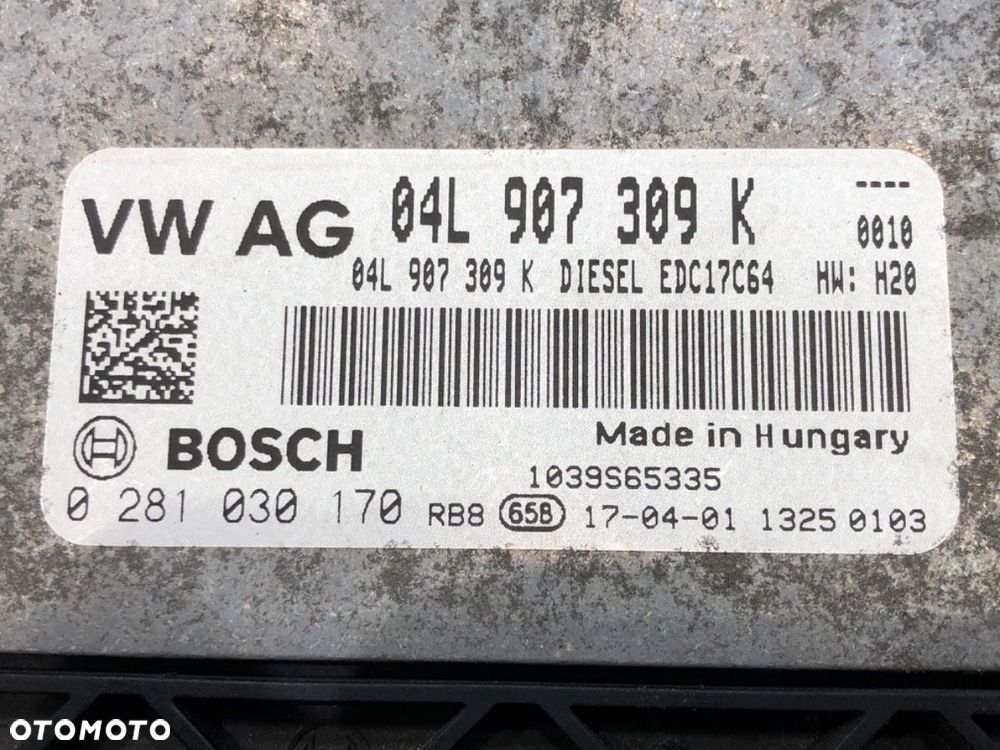 VW AG 04L 907 309 K ----
0010
04L 907 309 K DIESEL EDC17C64 HW: H20
BOSCH
Made in Hungary
1039S65335
0 281 030 170 RB8 65B 17-04-01 1325 0103
OTOMOTO